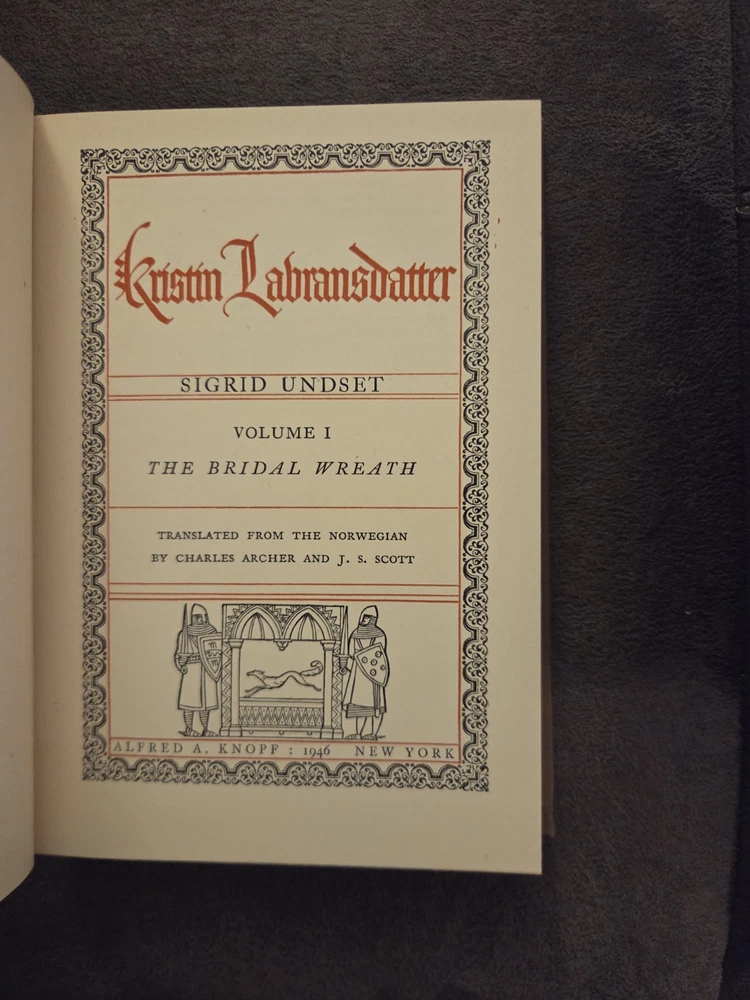 Kristin Labransdatter
SIGRID UNDSET
VOLUME I
THE BRIDAL WREATH
TRANSLATED FROM THE NORWEGIAN
BY CHARLES ARCHER AND J. S. SCOTT
ALFRED A. KNOPF : 1946 NEW YORK